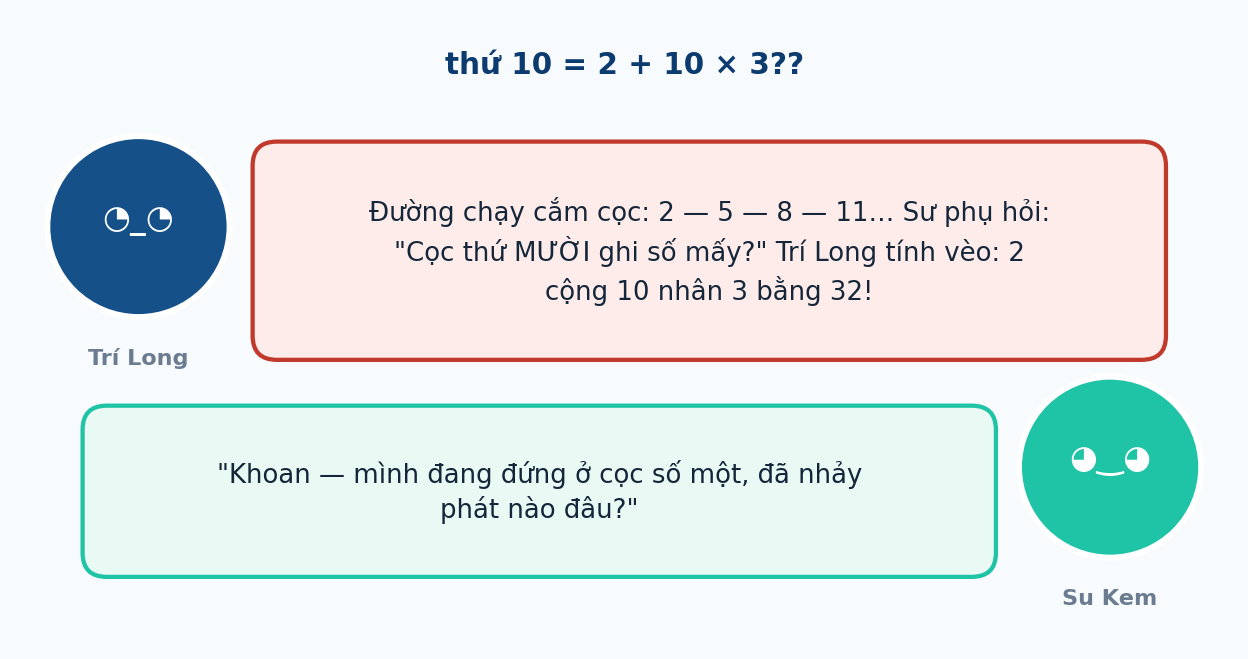 thứ 10 = 2 + 10 × 3??
Đường chạy cắm cọc: 2 — 5 — 8 — 11… Sư phụ hỏi:
"Cọc thứ MƯỜI ghi số mấy?" Trí Long tính vèo: 2
cộng 10 nhân 3 bằng 32!
Trí Long
"Khoan — mình đang đứng ở cọc số một, đã nhảy
phát nào đâu?"
Su Kem